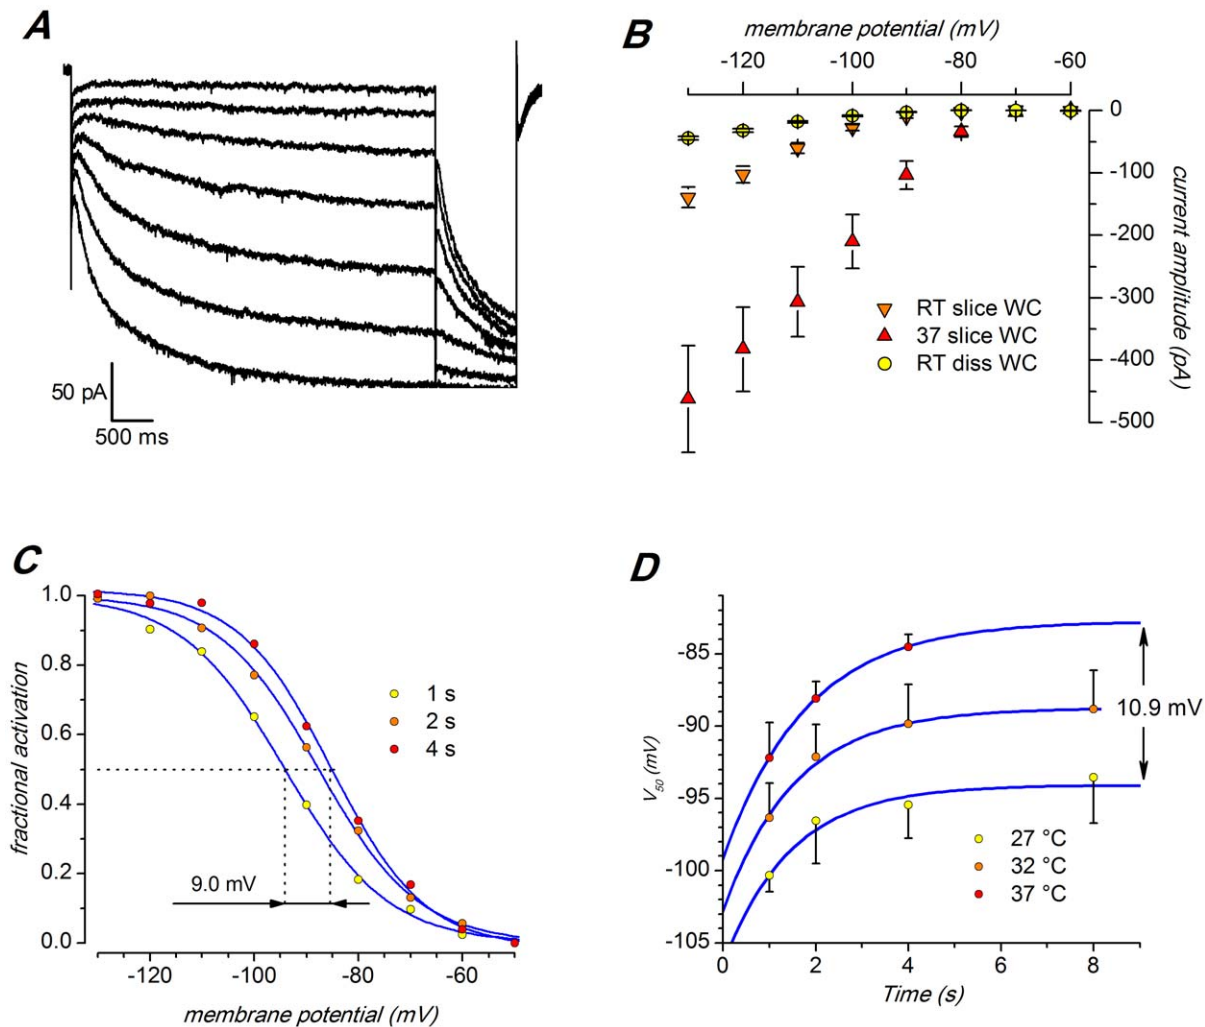 A
50 pA
500 ms
B
membrane potential (mV)
-120 -100 -80 -60
0
-100
-200
-300
-400
-500
current amplitude (pA)
RT slice WC
37 slice WC
RT diss WC
C
fractional activation
1.0
0.8
0.6
0.4
0.2
0.0
1 s
2 s
4 s
9.0 mV
-120 -100 -80 -60
membrane potential (mV)
D
V50 (mV)
-85
-90
-95
-100
-105
10.9 mV
27 °C
32 °C
37 °C
0 2 4 6 8
Time (s)